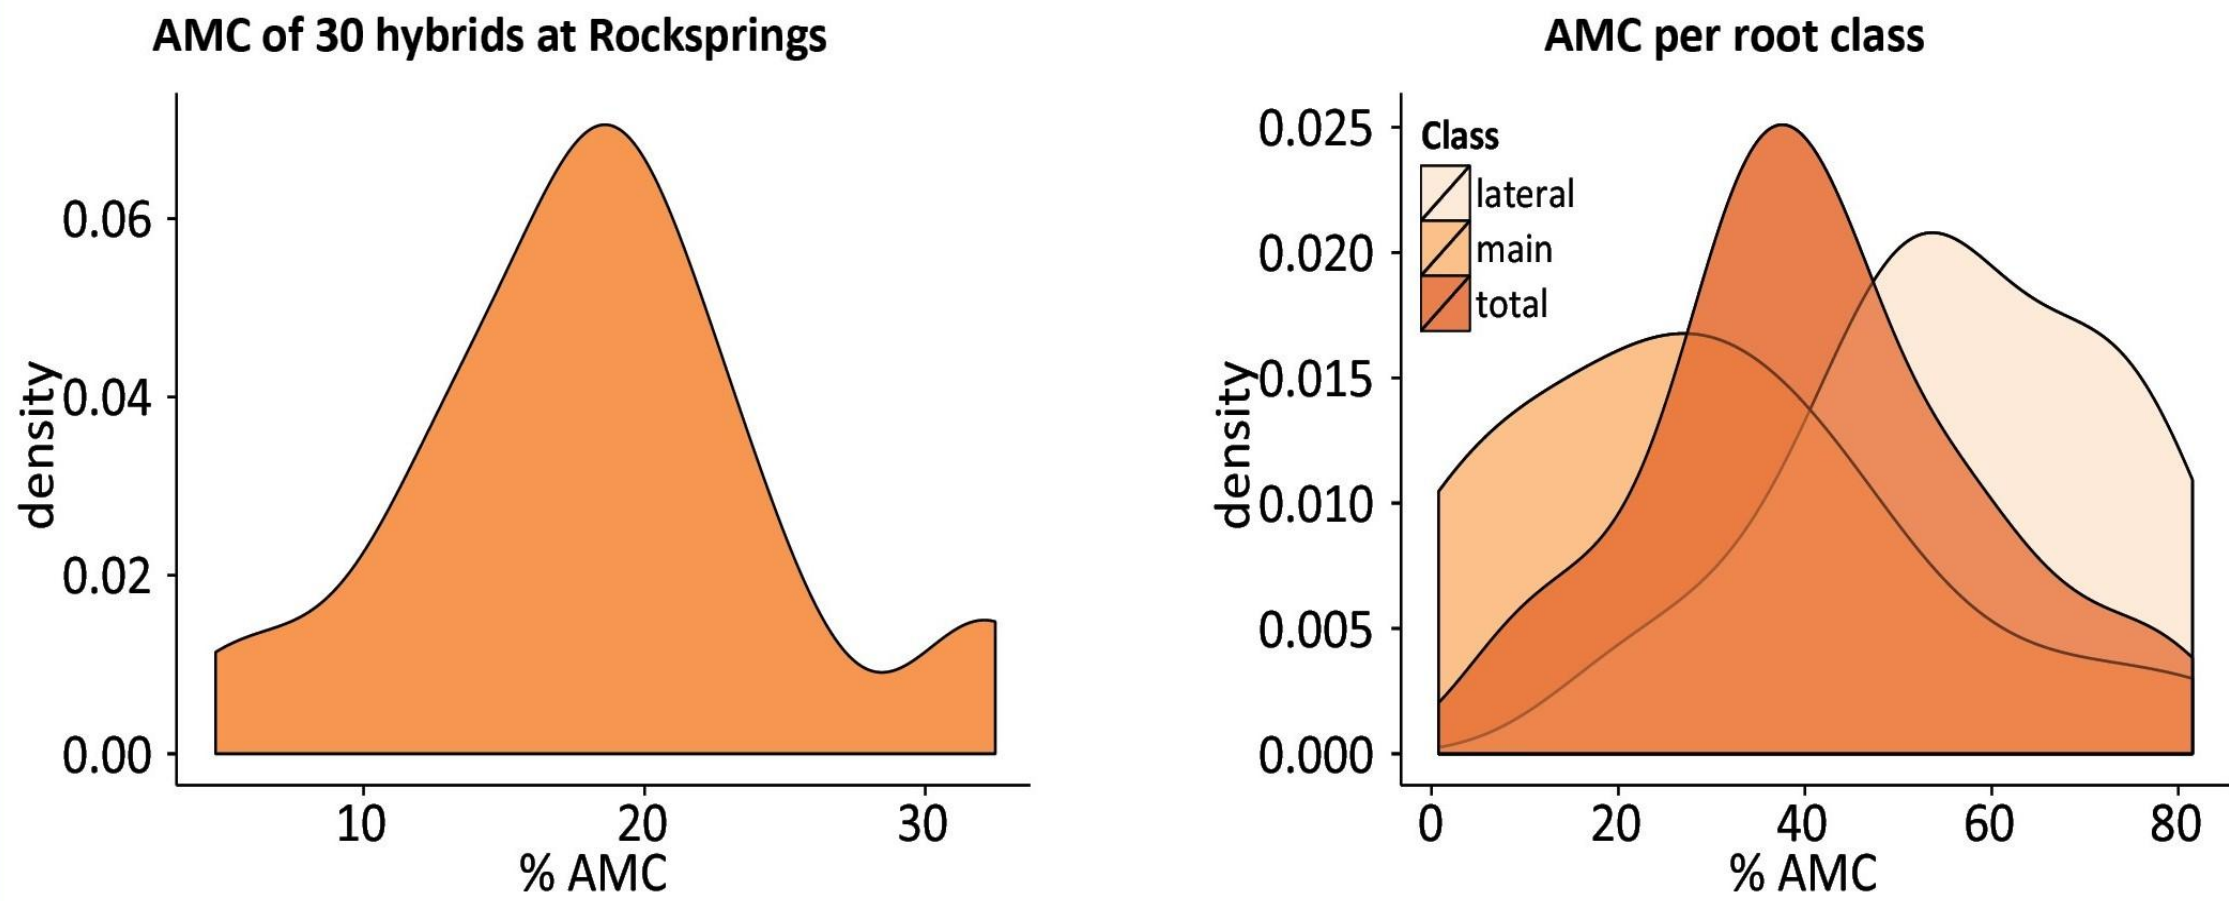 AMC of 30 hybrids at Rocksprings
density
0.06
0.04
0.02
0.00
10 20 30
% AMC
AMC per root class
density
0.025
0.020
0.015
0.010
0.005
0.000
Class
lateral
main
total
0 20 40 60 80
% AMC